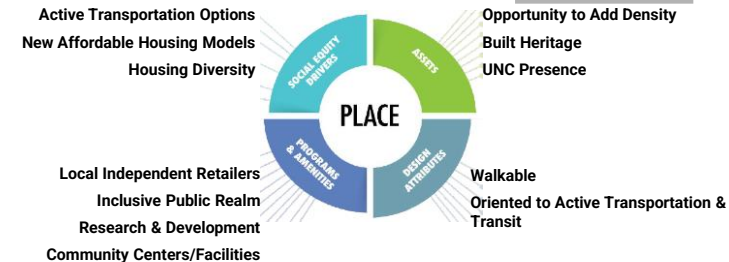 Active Transportation Options
New Affordable Housing Models
Housing Diversity
Opportunity to Add Density
Built Heritage
UNC Presence
SOCIAL EQUITY
DRIVERS
ASSETS
PLACE
PROGRAMS
& AMENITIES
DESIGN
ATTRIBUTES
Local Independent Retailers
Inclusive Public Realm
Research & Development
Community Centers/Facilities
Walkable
Oriented to Active Transportation &
Transit